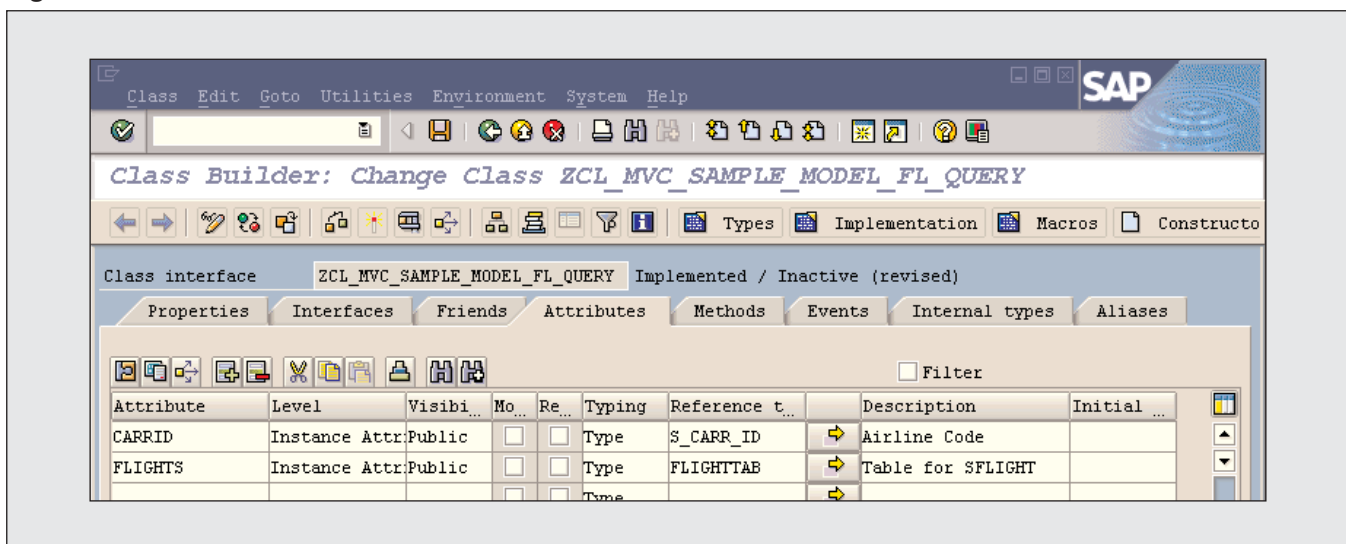 SAP
Class Edit Goto Utilities Environment System Help
Class Builder: Change Class ZCL_MVC_SAMPLE_MODEL_FL_QUERY
Types Implementation Macros Constructo
Class interface ZCL_MVC_SAMPLE_MODEL_FL_QUERY Implemented / Inactive (revised)
Properties Interfaces Friends Attributes Methods Events Internal types Aliases
Filter
Attribute Level Visibi... Mo... Re... Typing Reference t... Description Initial ...
CARRID Instance Attr Public Type S_CARR_ID Airline Code
FLIGHTS Instance Attr Public Type FLIGHTTAB Table for SFLIGHT
Type